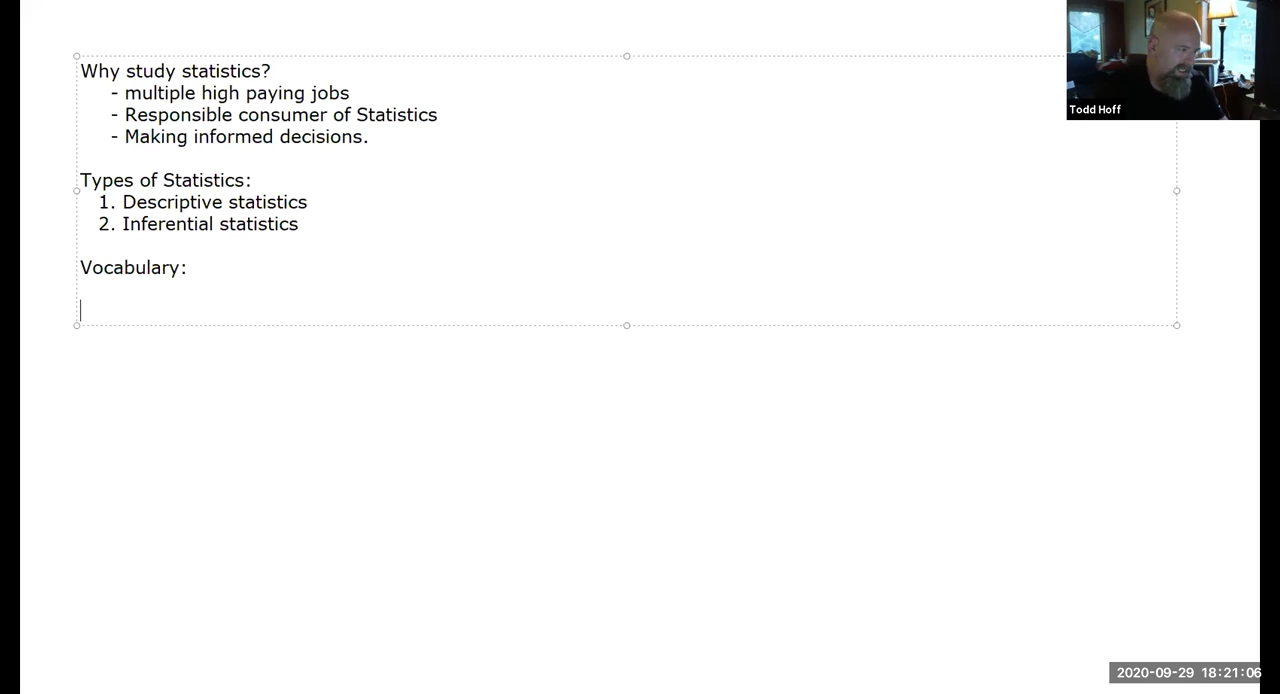 Why study statistics?
- multiple high paying jobs
- Responsible consumer of Statistics
- Making informed decisions.
Types of Statistics:
1. Descriptive statistics
2. Inferential statistics
Vocabulary:
Todd Hoff
2020-09-29 18:21:06